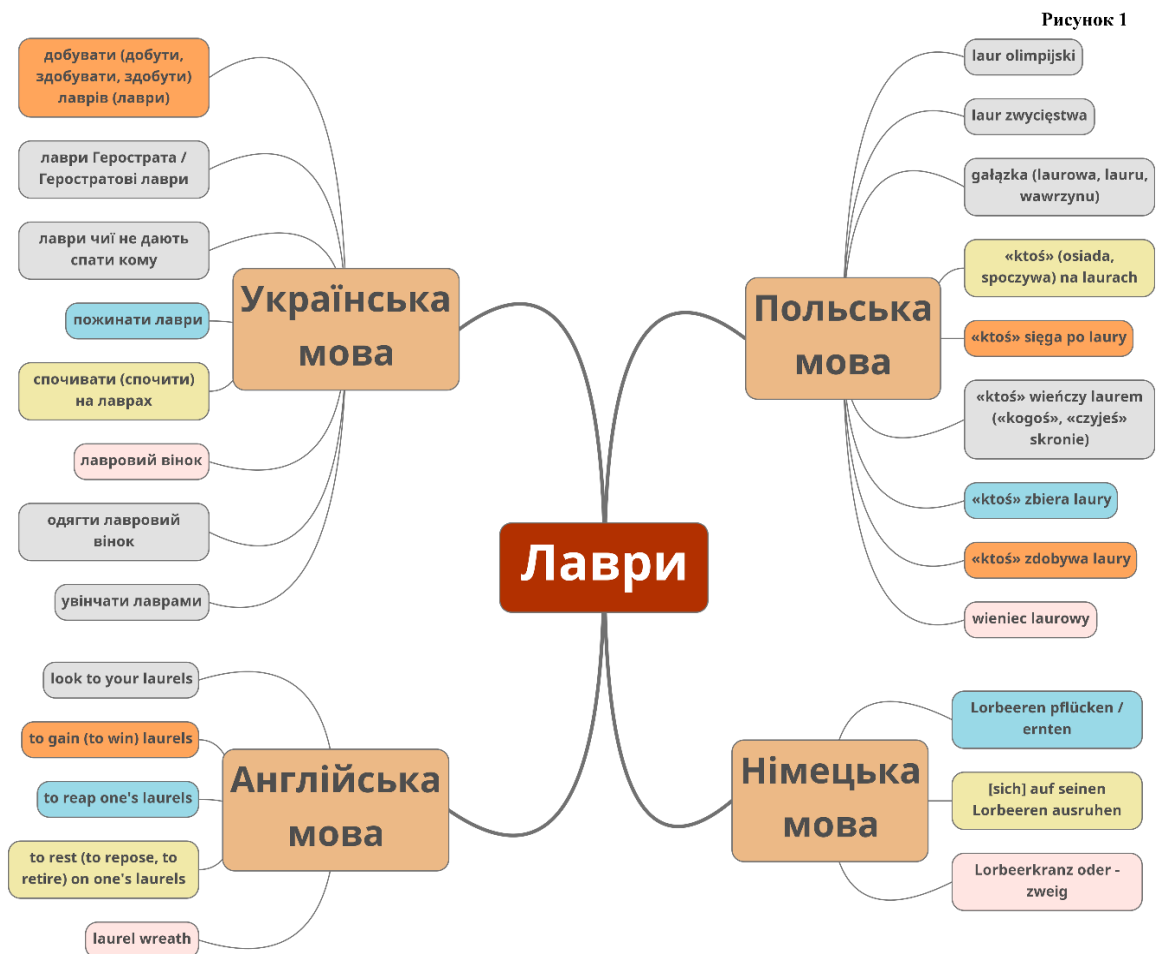 Рисунок 1
добувати (добути,
здобувати, здобути)
лаврів (лаври)
лаври Герострата /
Геростратові лаври
лаври чиї не дають
спати кому
пожинати лаври
спочивати (спочити)
на лаврах
лавровий вінок
одягти лавровий
вінок
увінчати лаврами
Українська
мова
laur olimpijski
laur zwycięstwa
gałązka (laurowa, lauru,
wawrzynu)
«ktoś» (osiada,
spoczywa) na laurach
«ktoś» sięga po laury
«ktoś» wieńczy laurem
(«kogoś», «czyjeś»
skronie)
«ktoś» zbiera laury
«ktoś» zdobywa laury
wieniec laurowy
Польська
мова
Лаври
look to your laurels
to gain (to win) laurels
to reap one's laurels
to rest (to repose, to
retire) on one's laurels
laurel wreath
Англійська
мова
Lorbeeren pflücken /
ernten
[sich] auf seinen
Lorbeeren ausruhen
Lorbeerkranz oder -
zweig
Німецька
мова